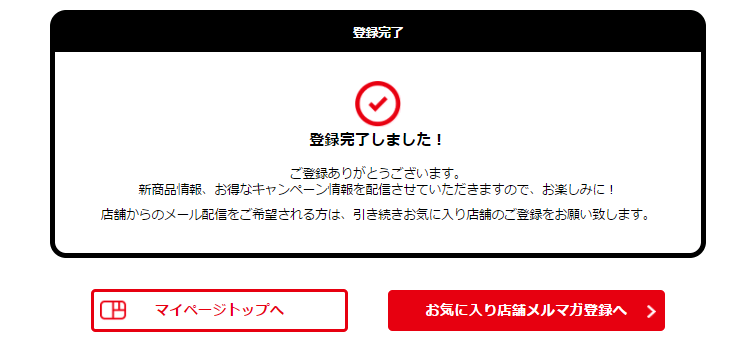 登録完了
登録完了しました！
ご登録ありがとうございます。
新商品情報、お得なキャンペーン情報を配信させていただきますので、お楽しみに！
店舗からのメール配信をご希望される方は、引き続きお気に入り店舗のご登録をお願い致します。
マイページトップへ
お気に入り店舗メルマガ登録へ